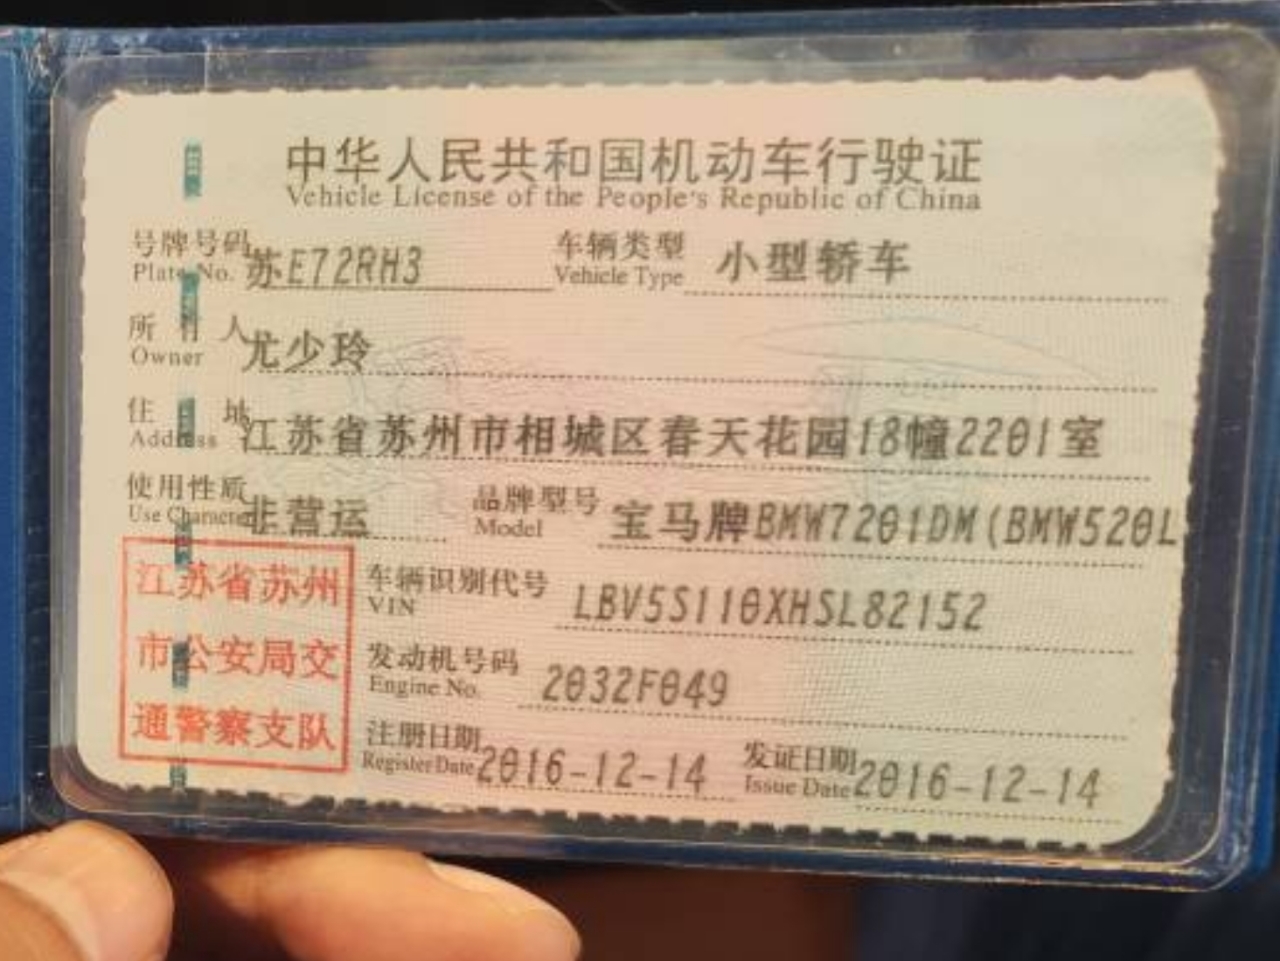 中华人民共和国机动车行驶证
Vehicle License of the People's Republic of China
号牌号码 苏E72RH3 车辆类型 小型轿车
Plate No. Vehicle Type
所有人 尤少玲
Owner
住址 江苏省苏州市相城区春天花园18幢2201室
Address
使用性质 非营运 品牌型号 宝马牌BMW7201DM(BMW520L
Use Character Model
江苏省苏州
市公安局交
通警察支队
车辆识别代号 LBV5S110XHSL82152
VIN
发动机号码 2032F049
Engine No.
注册日期 2016-12-14 发证日期 2016-12-14
Register Date Issue Date